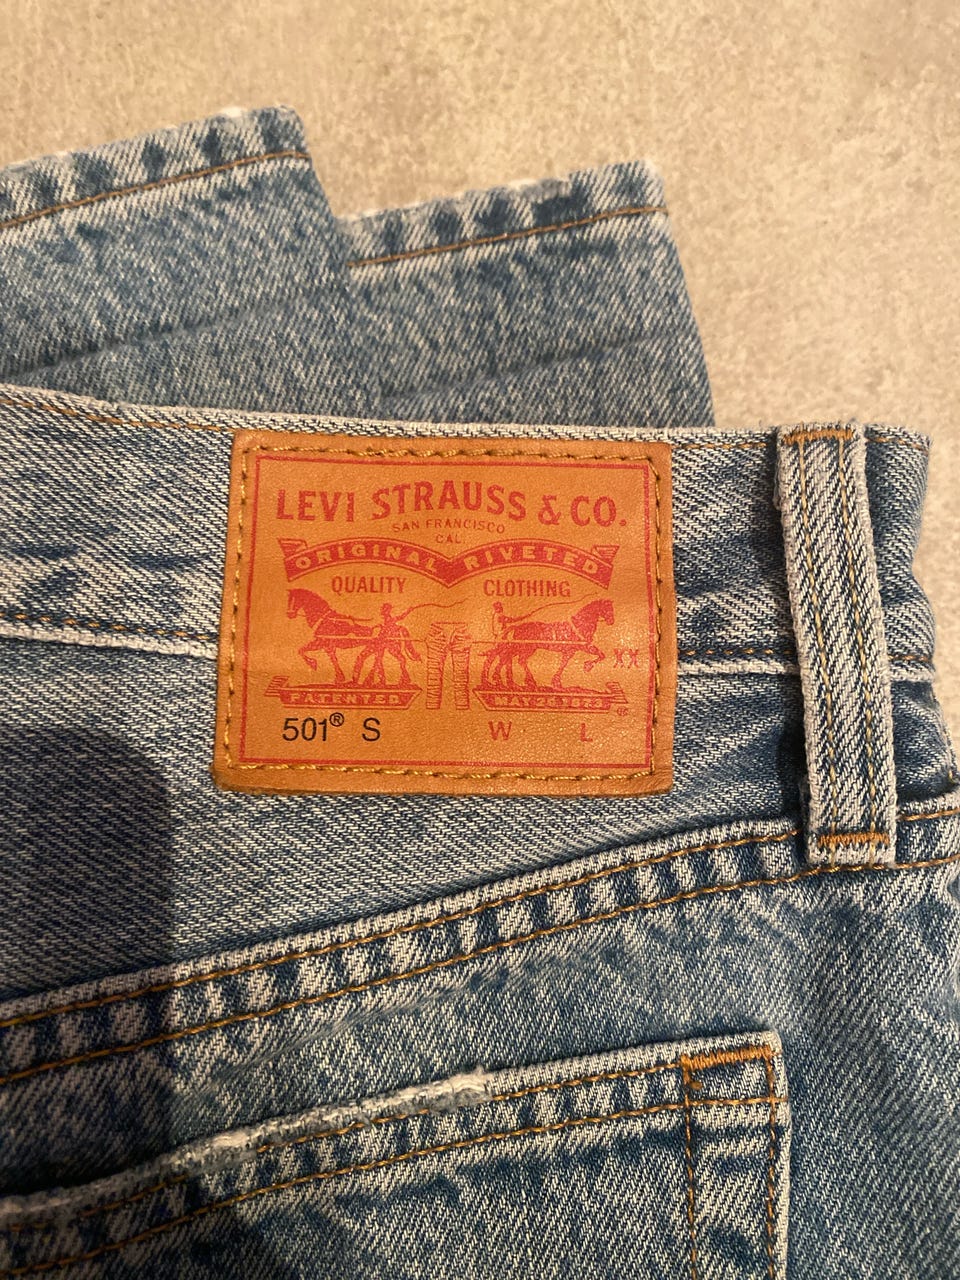 LEVI STRAUSS & CO.
SAN FRANCISCO
CAL.
ORIGINAL RIVETED
QUALITY CLOTHING
XX
PATENTED MAY 20 1873
501® S W L